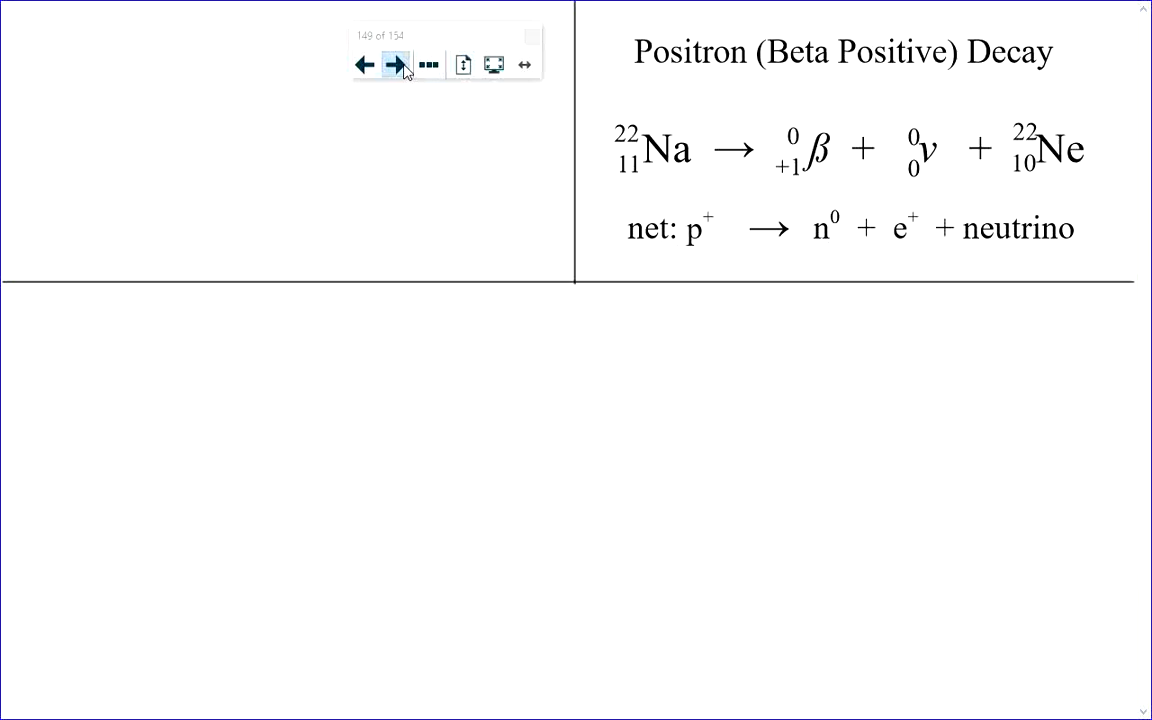 149 of 154
Positron (Beta Positive) Decay
²²₁₁Na → ⁰₊₁β + ⁰₀ν + ²²₁₀Ne
net: p⁺ → n⁰ + e⁺ + neutrino